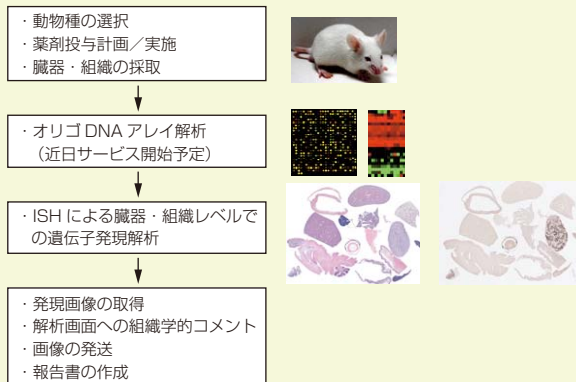 ・動物種の選択
・薬剤投与計画／実施
・臓器・組織の採取
・オリゴ DNA アレイ解析
（近日サービス開始予定）
・ISH による臓器・組織レベルで
の遺伝子発現解析
・発現画像の取得
・解析画面への組織学的コメント
・画像の発送
・報告書の作成